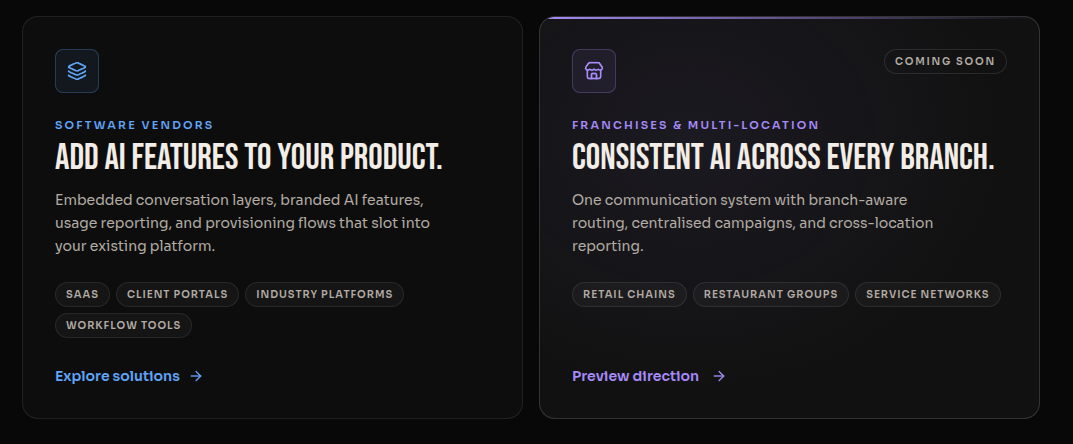 SOFTWARE VENDORS
ADD AI FEATURES TO YOUR PRODUCT.
Embedded conversation layers, branded AI features,
usage reporting, and provisioning flows that slot into
your existing platform.
SAAS
CLIENT PORTALS
INDUSTRY PLATFORMS
WORKFLOW TOOLS
Explore solutions
COMING SOON
FRANCHISES & MULTI-LOCATION
CONSISTENT AI ACROSS EVERY BRANCH.
One communication system with branch-aware
routing, centralised campaigns, and cross-location
reporting.
RETAIL CHAINS
RESTAURANT GROUPS
SERVICE NETWORKS
Preview direction